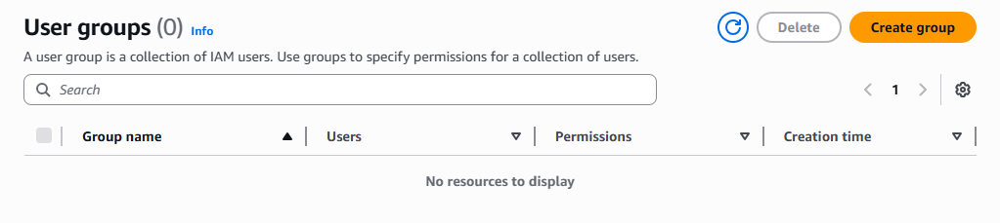 User groups (0) Info
Delete
Create group
A user group is a collection of IAM users. Use groups to specify permissions for a collection of users.
Search
1
Group name Users Permissions Creation time
No resources to display